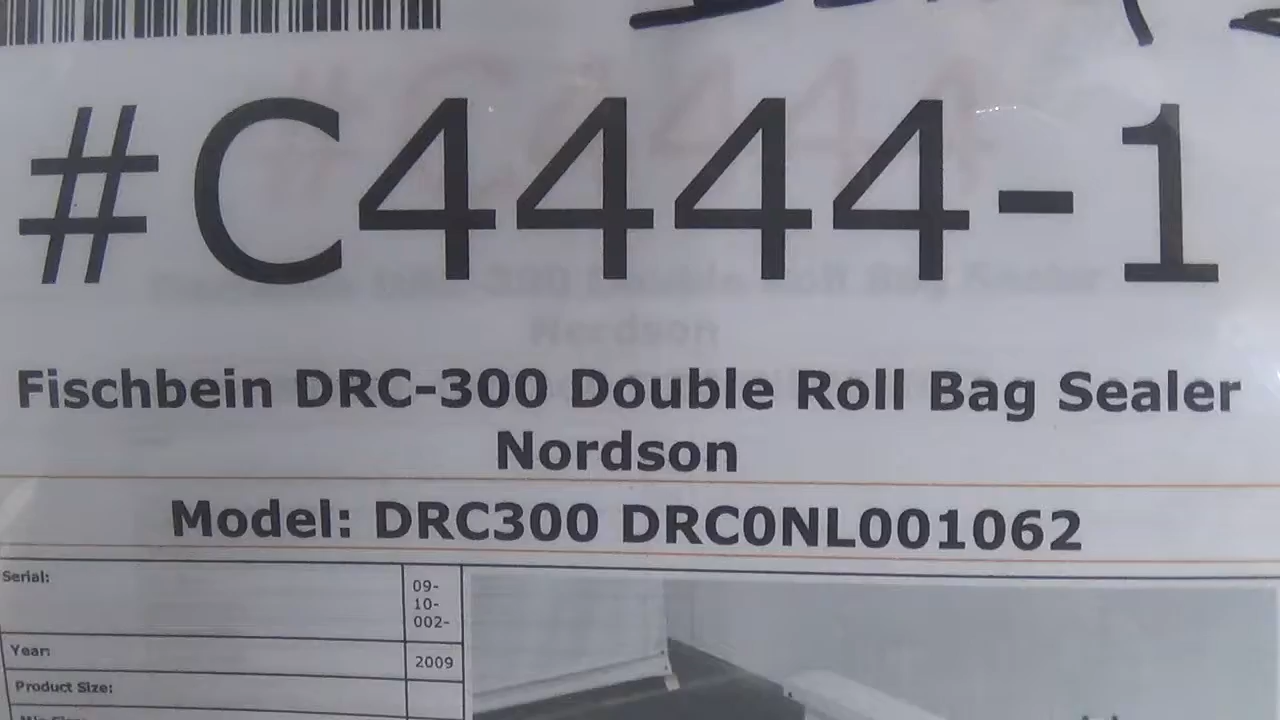 #C4444-1
Fischbein DRC-300 Double Roll Bag Sealer
Nordson
Model: DRC300 DRC0NL001062
Serial:
09-
10-
002-
Year:
2009
Product Size: